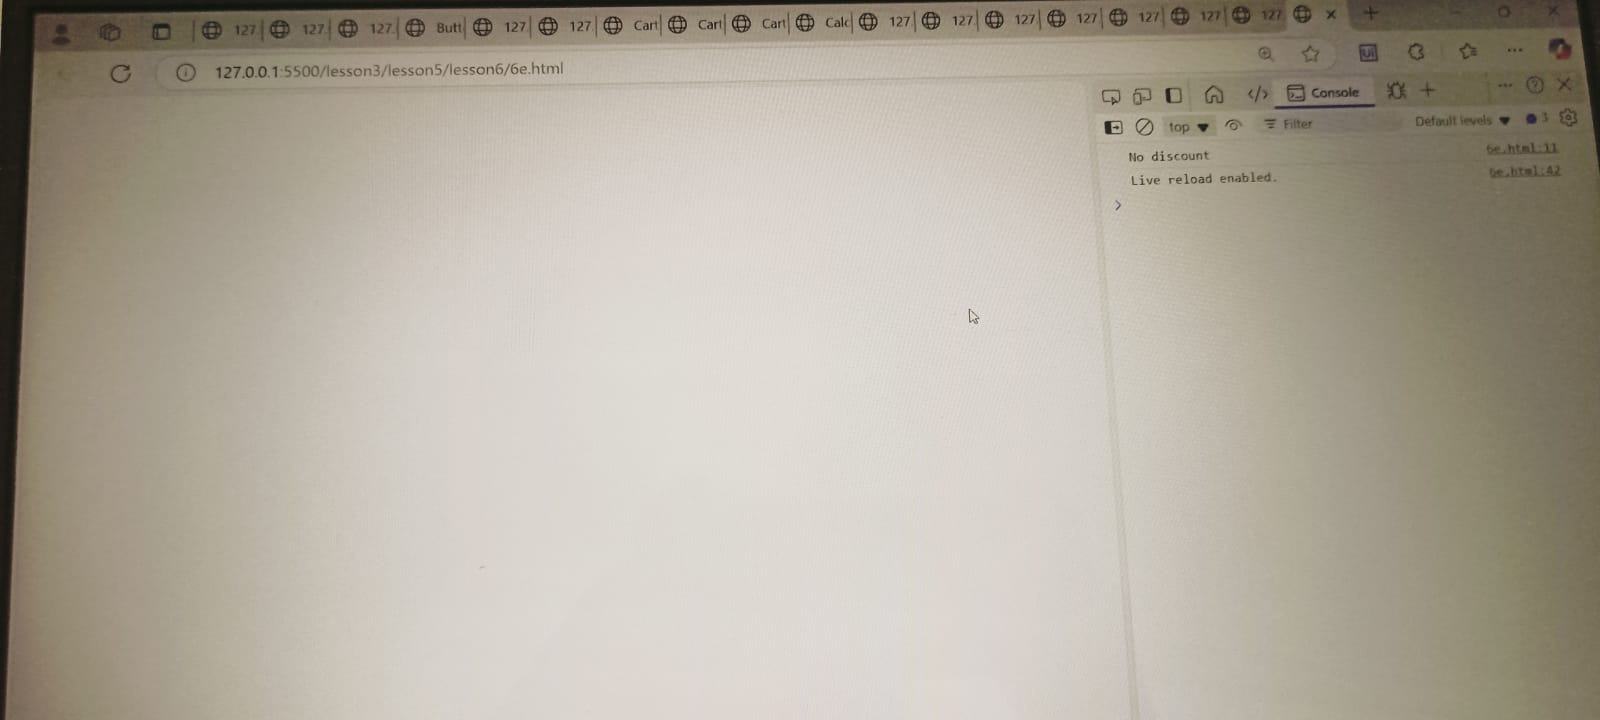 127. 127. 127. Butt 127. 127. Cart Cart Cart Calc 127. 127. 127. 127. 127. 127. 127.
127.0.0.1:5500/lesson3/lesson5/lesson6/6e.html
Console
top Filter Default levels 3
No discount 6e.html:11
Live reload enabled. 6e.html:42